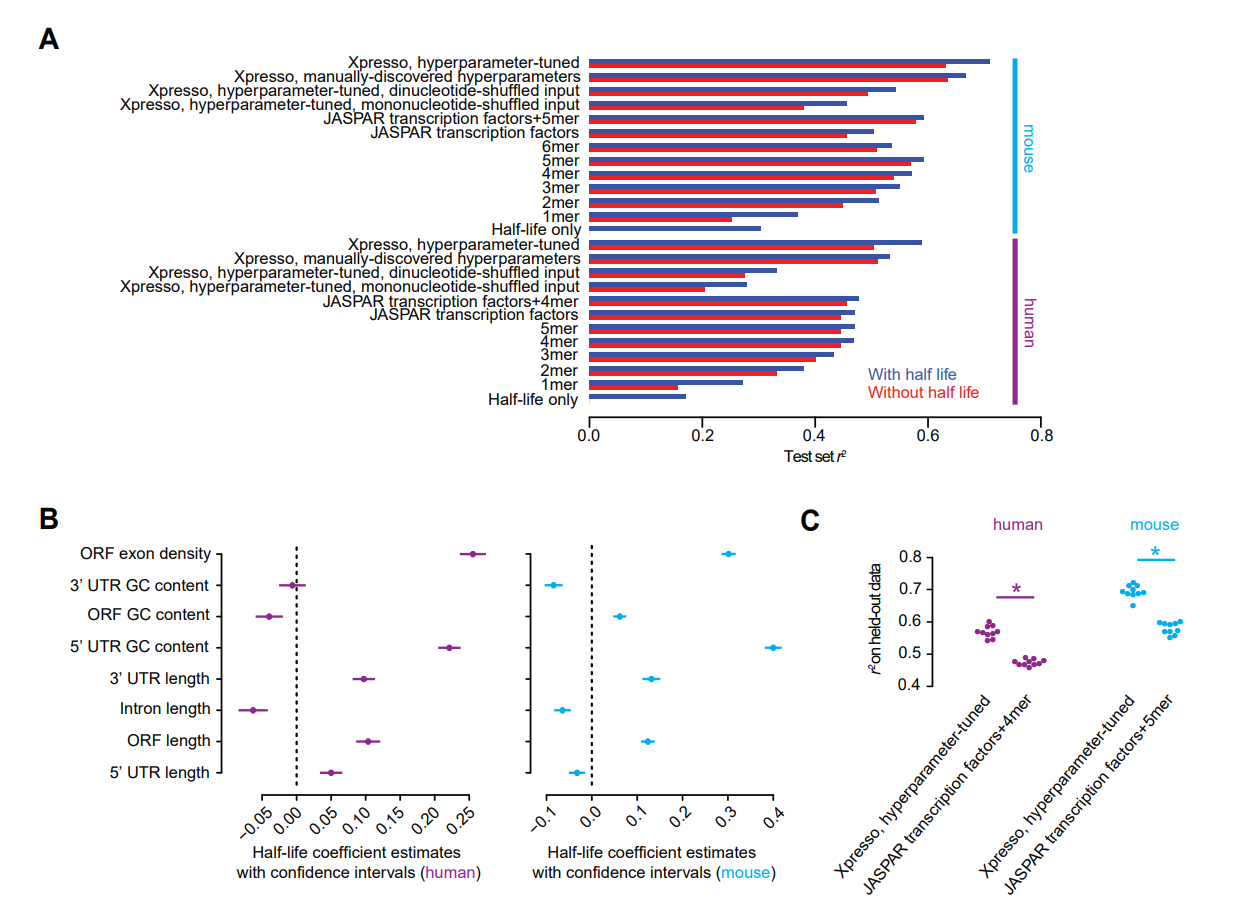 A
Xpresso, hyperparameter-tuned
Xpresso, manually-discovered hyperparameters
Xpresso, hyperparameter-tuned, dinucleotide-shuffled input
Xpresso, hyperparameter-tuned, mononucleotide-shuffled input
JASPAR transcription factors+5mer
JASPAR transcription factors
6mer
5mer
4mer
3mer
2mer
1mer
Half-life only
mouse
Xpresso, hyperparameter-tuned
Xpresso, manually-discovered hyperparameters
Xpresso, hyperparameter-tuned, dinucleotide-shuffled input
Xpresso, hyperparameter-tuned, mononucleotide-shuffled input
JASPAR transcription factors+4mer
JASPAR transcription factors
5mer
4mer
3mer
2mer
1mer
Half-life only
human
With half life
Without half life
0.0 0.2 0.4 0.6 0.8
Test set r²
B
ORF exon density
3’ UTR GC content
ORF GC content
5’ UTR GC content
3’ UTR length
Intron length
ORF length
5’ UTR length
−0.05 0.00 0.05 0.10 0.15 0.20 0.25
Half-life coefficient estimates
with confidence intervals (human)
−0.1 0.0 0.1 0.2 0.3 0.4
Half-life coefficient estimates
with confidence intervals (mouse)
C
human mouse
* *
r² on held-out data
0.8
0.7
0.6
0.5
0.4
Xpresso, hyperparameter-tuned
JASPAR transcription factors+4mer
Xpresso, hyperparameter-tuned
JASPAR transcription factors+5mer